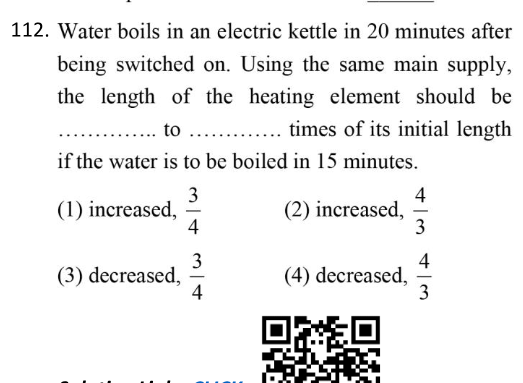 112. Water boils in an electric kettle in 20 minutes after
being switched on. Using the same main supply,
the length of the heating element should be
.............. to ............. times of its initial length
if the water is to be boiled in 15 minutes.
(1) increased, 3/4 (2) increased, 4/3
(3) decreased, 3/4 (4) decreased, 4/3